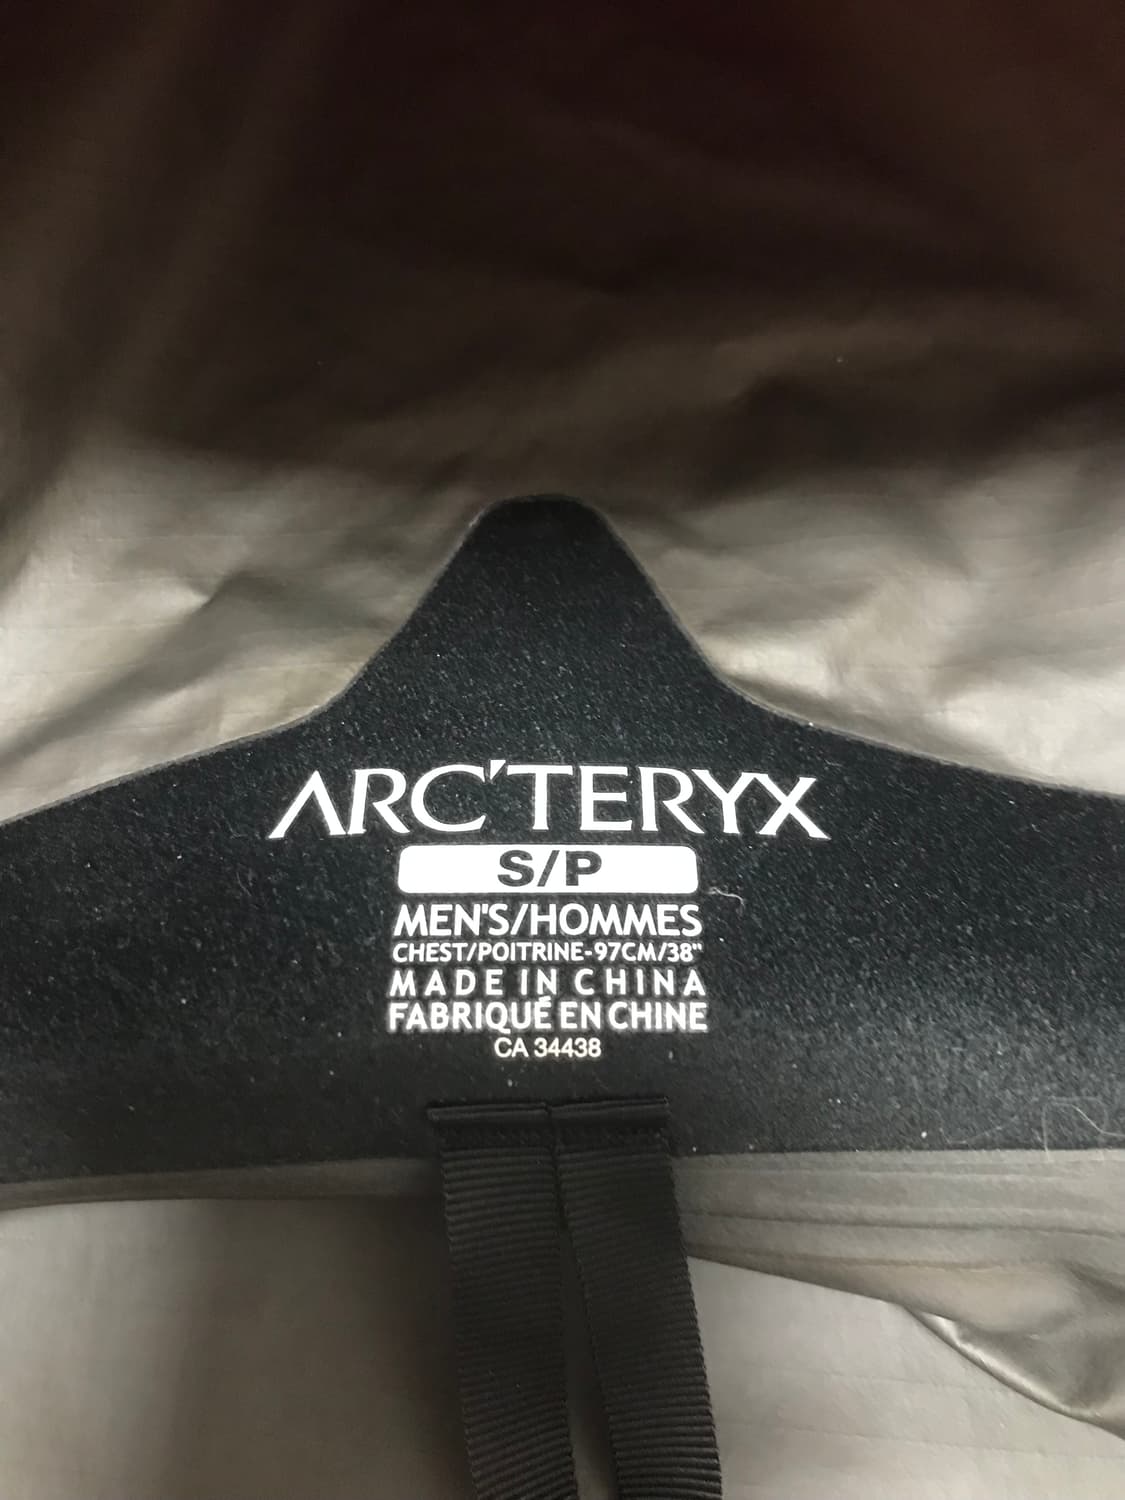 ARC'TERYX
S/P
MEN'S/HOMMES
CHEST/POITRINE-97CM/38"
MADE IN CHINA
FABRIQUÉ EN CHINE
CA 34438